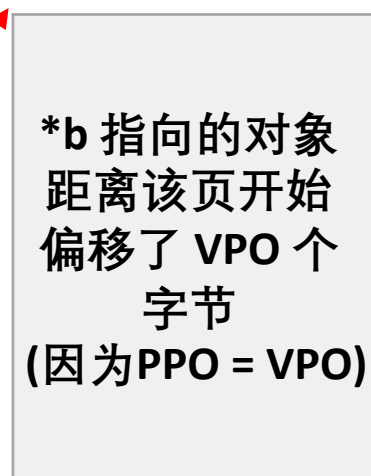 *b 指向的对象
距离该页开始
偏移了 VPO 个
字节
(因为PPO = VPO)